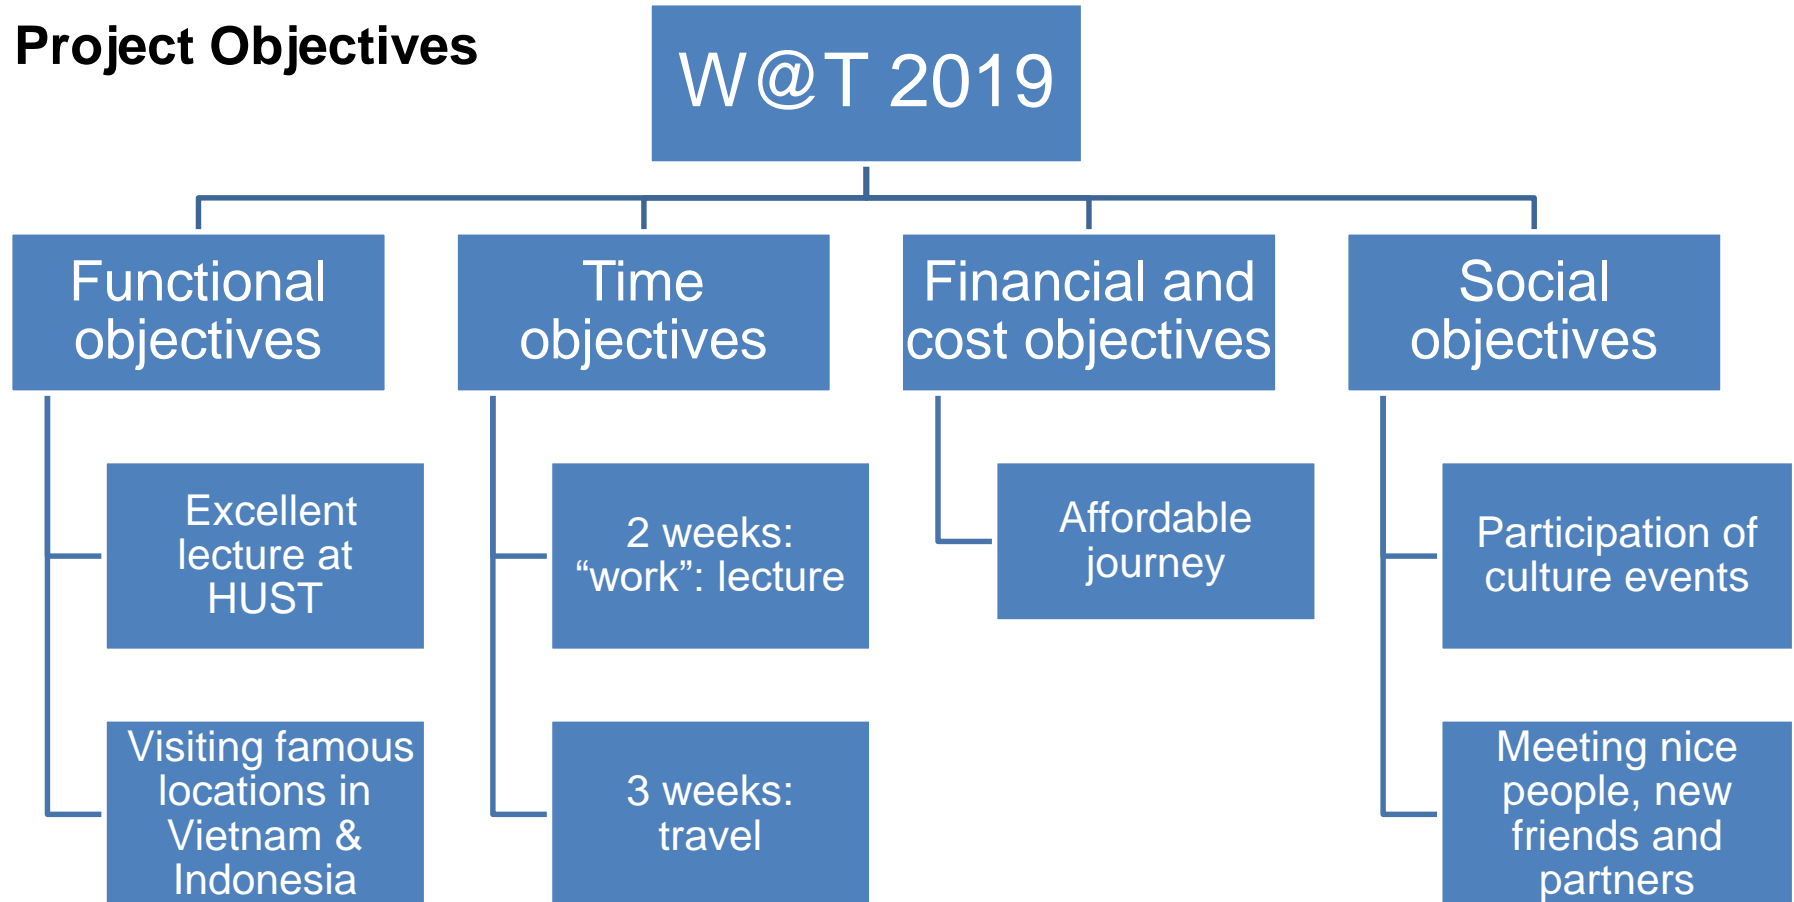 Project Objectives
W@T 2019
Functional
objectives
Time
objectives
Financial and
cost objectives
Social
objectives
Excellent
lecture at
HUST
2 weeks:
“work”: lecture
Affordable
journey
Participation of
culture events
Visiting famous
locations in
Vietnam &
Indonesia
3 weeks:
travel
Meeting nice
people, new
friends and
partners